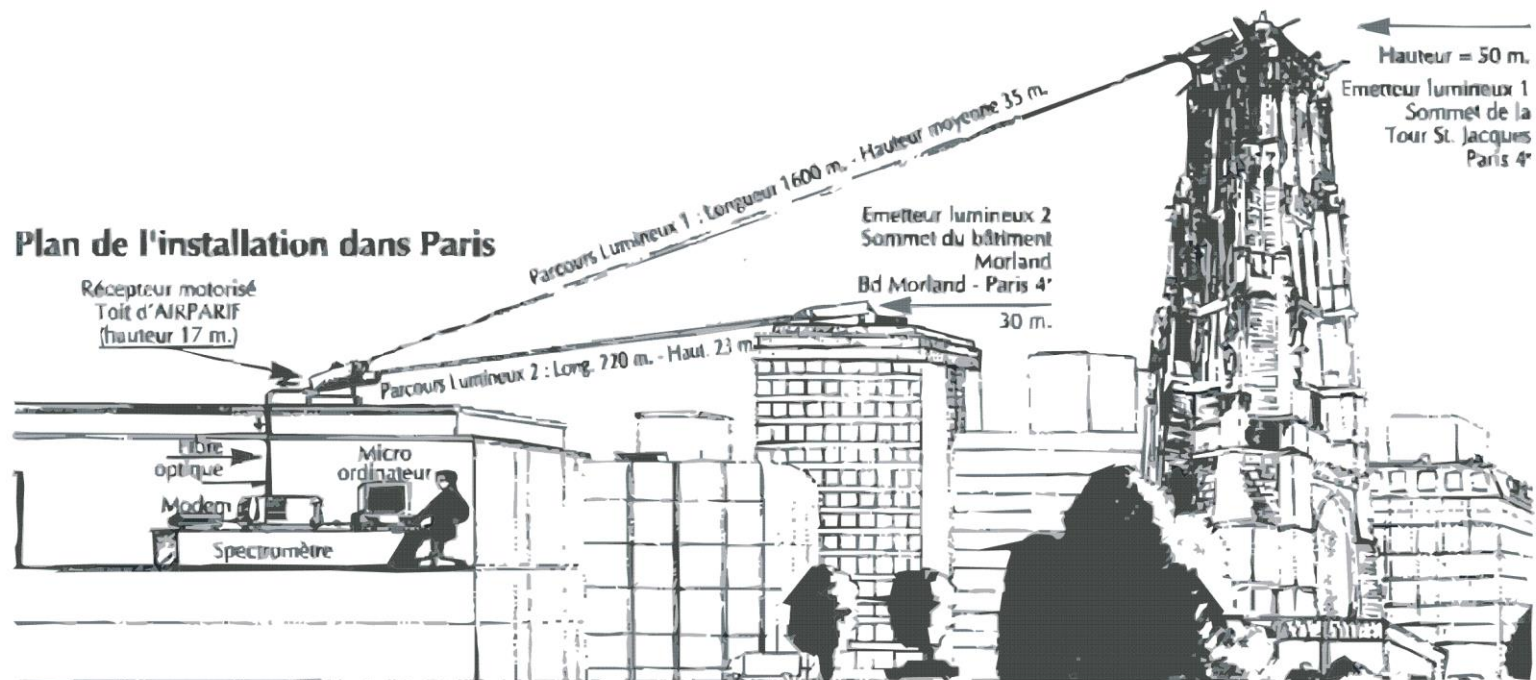 Hauteur = 50 m.
Emetteur lumineux 1
Sommet de la
Tour St. Jacques
Paris 4e
Parcours Lumineux 1 : Longueur 1600 m. - Hauteur moyenne 35 m.
Emetteur lumineux 2
Sommet du bâtiment
Morland
Bd Morland - Paris 4e
30 m.
Plan de l'installation dans Paris
Récepteur motorisé
Toit d'AIRPARIF
(hauteur 17 m.)
Parcours Lumineux 2 : Long. 220 m. - Haut. 23 m.
Fibre
optique
Micro
ordinateur
Modem
Spectromètre